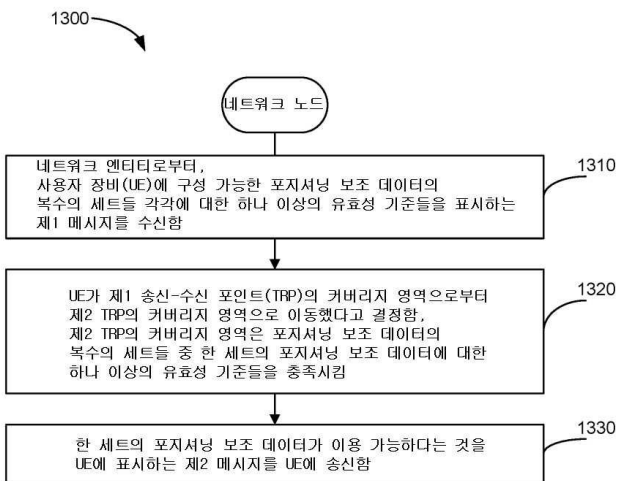 1300
네트워크 노드
네트워크 엔티티로부터,
사용자 장비(UE)에 구성 가능한 포지셔닝 보조 데이터의
복수의 세트들 각각에 대한 하나 이상의 유효성 기준들을 표시하는
제1 메시지를 수신함
1310
UE가 제1 송신-수신 포인트(TRP)의 커버리지 영역으로부터
제2 TRP의 커버리지 영역으로 이동했다고 결정함,
제2 TRP의 커버리지 영역은 포지셔닝 보조 데이터의
복수의 세트들 중 한 세트의 포지셔닝 보조 데이터에 대한
하나 이상의 유효성 기준들을 충족시킴
1320
한 세트의 포지셔닝 보조 데이터가 이용 가능하다는 것을
UE에 표시하는 제2 메시지를 UE에 송신함
1330